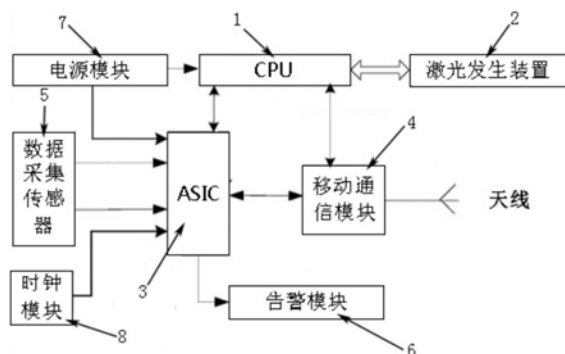 7
1
2
电源模块
CPU
激光发生装置
5
4
数据
采集
传感
器
ASIC
移动通
信模块
天线
3
时钟
模块
告警模块
8
6